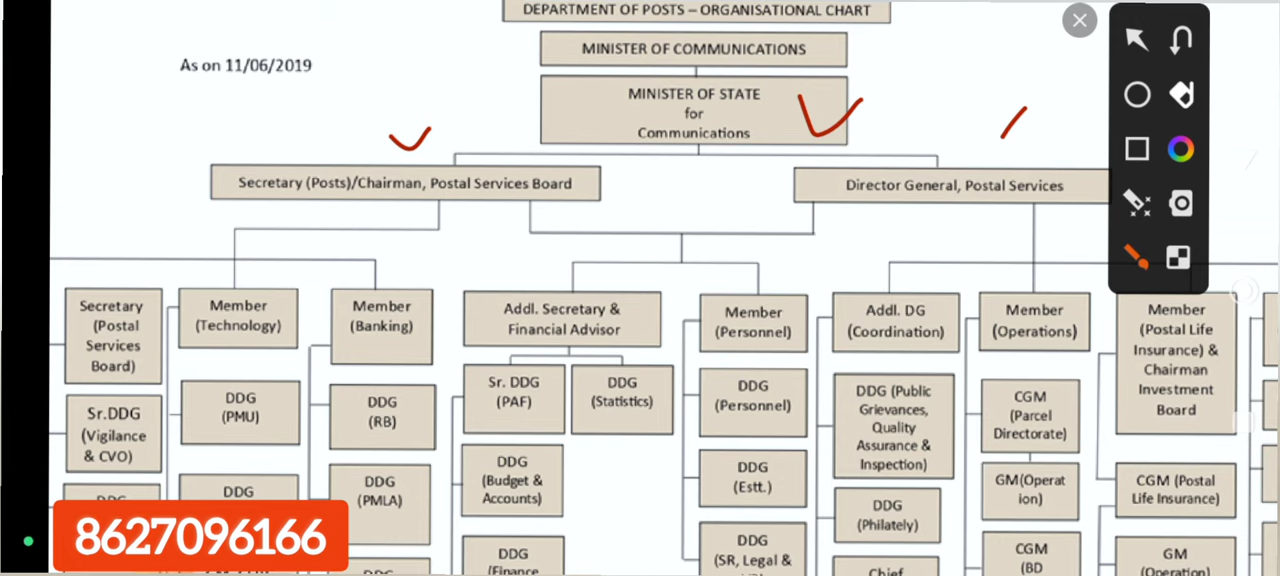 DEPARTMENT OF POSTS – ORGANISATIONAL CHART
MINISTER OF COMMUNICATIONS
As on 11/06/2019
MINISTER OF STATE
for
Communications
Secretary (Posts)/Chairman, Postal Services Board
Director General, Postal Services
Secretary
(Postal
Services
Board)
Member
(Technology)
Member
(Banking)
Addl. Secretary &
Financial Advisor
Member
(Personnel)
Addl. DG
(Coordination)
Member
(Operations)
Member
(Postal Life
Insurance) &
Chairman
Investment
Board
Sr.DDG
(Vigilance
& CVO)
DDG
(PMU)
DDG
(RB)
Sr. DDG
(PAF)
DDG
(Statistics)
DDG
(Personnel)
DDG (Public
Grievances,
Quality
Assurance &
Inspection)
CGM
(Parcel
Directorate)
DDG
DDG
(PMLA)
DDG
(Budget &
Accounts)
DDG
(Estt.)
DDG
(Philately)
GM(Operat
ion)
CGM (Postal
Life Insurance)
DDG
(Finance
DDG
(SR, Legal &
Chief
CGM
(BD
GM
(Operation)
8627096166